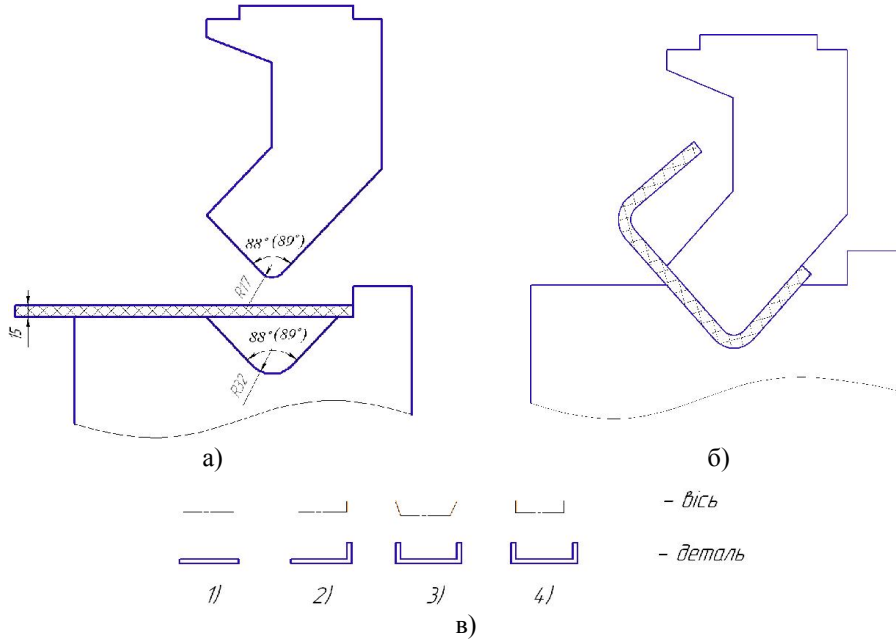 88° (89°)
R17
15
88° (89°)
R32
а)
б)
– вісь
– деталь
1) 2) 3) 4)
в)